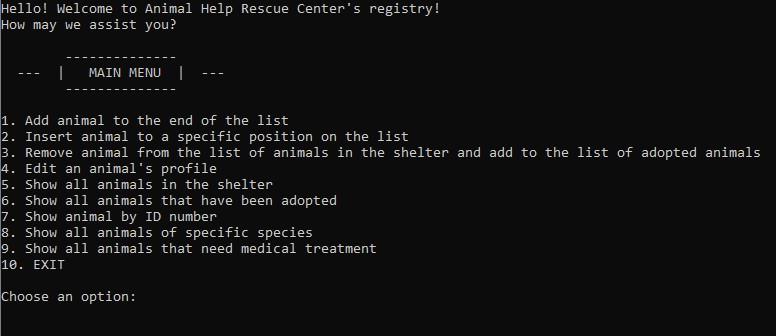 Hello! Welcome to Animal Help Rescue Center's registry!
How may we assist you?
--------------
--- | MAIN MENU | ---
--------------
1. Add animal to the end of the list
2. Insert animal to a specific position on the list
3. Remove animal from the list of animals in the shelter and add to the list of adopted animals
4. Edit an animal's profile
5. Show all animals in the shelter
6. Show all animals that have been adopted
7. Show animal by ID number
8. Show all animals of specific species
9. Show all animals that need medical treatment
10. EXIT
Choose an option: